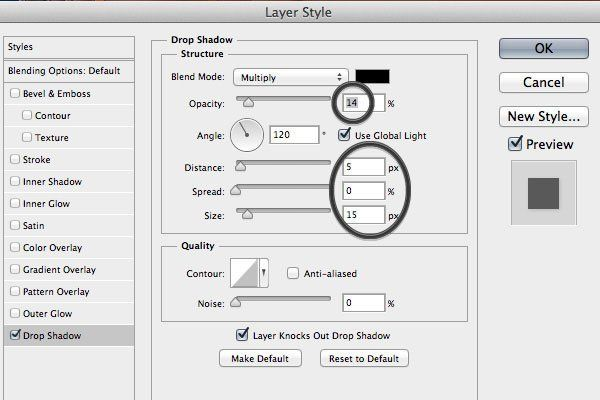 Layer Style
Styles
Blending Options: Default
Bevel & Emboss
Contour
Texture
Stroke
Inner Shadow
Inner Glow
Satin
Color Overlay
Gradient Overlay
Pattern Overlay
Outer Glow
Drop Shadow
Drop Shadow
Structure
Blend Mode: Multiply
Opacity: 14 %
Angle: 120 ° Use Global Light
Distance: 5 px
Spread: 0 %
Size: 15 px
Quality
Contour: Anti-aliased
Noise: 0 %
Layer Knocks Out Drop Shadow
Make Default Reset to Default
OK
Cancel
New Style...
Preview